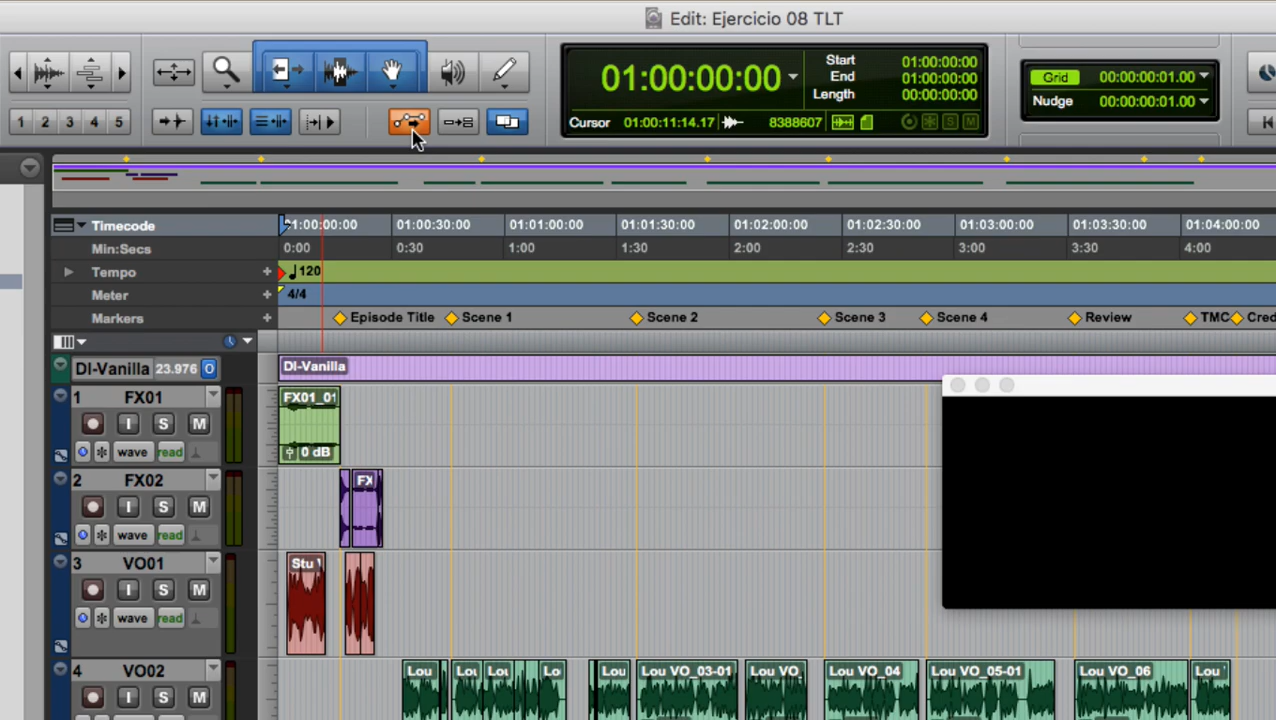 Edit: Ejercicio 08 TLT
01:00:00:00
Start 01:00:00:00
End 01:00:00:00
Length 00:00:00:00
Cursor 01:00:11:14.17 8388607
Grid 00:00:00:01.00
Nudge 00:00:00:01.00
1 2 3 4 5
Timecode 01:00:00:00 01:00:30:00 01:01:00:00 01:01:30:00 01:02:00:00 01:02:30:00 01:03:00:00 01:03:30:00 01:04:00:00
Min:Secs 0:00 0:30 1:00 1:30 2:00 2:30 3:00 3:30 4:00
Tempo 120
Meter 4/4
Markers Episode Title Scene 1 Scene 2 Scene 3 Scene 4 Review TMC Cred
DI-Vanilla 23.976 O DI-Vanilla
1 FX01 FX01_01
I S M
wave read 0 dB
2 FX02 FX
I S M
wave read
3 VO01 Stu
I S M
wave read
4 VO02 Lou Lou Lou Lo Lou Lou VO_03-01 Lou VO_ Lou VO_04 Lou VO_05-01 Lou VO_06 Lou
I S M